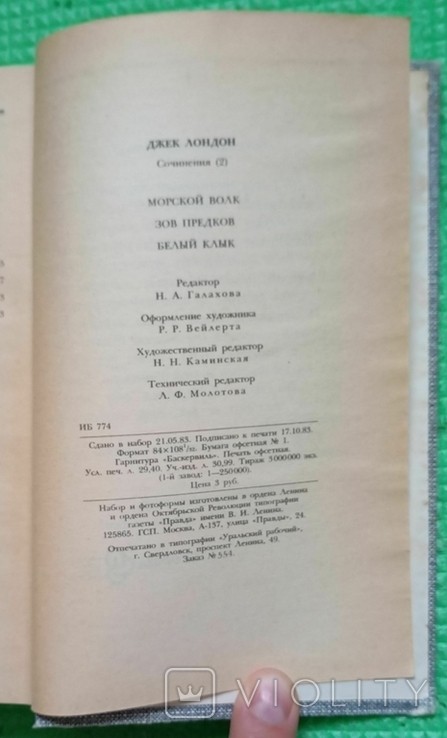 ДЖЕК ЛОНДОН
Сочинения (2)
МОРСКОЙ ВОЛК
ЗОВ ПРЕДКОВ
БЕЛЫЙ КЛЫК
Редактор
Н. А. Галахова
Оформление художника
Р. Р. Вейлерта
Художественный редактор
Н. Н. Каминская
Технический редактор
Л. Ф. Молотова
ИБ 774
Сдано в набор 21.05.83. Подписано к печати 17.10.83.
Формат 84×108¹/₃₂. Бумага офсетная № 1.
Гарнитура «Баскервиль». Печать офсетная.
Усл. печ. л. 29,40. Уч.-изд. л. 30,99. Тираж 3 000 000 экз.
(1-й завод: 1—250 000).
Цена 3 руб.
Набор и фотоформы изготовлены в ордена Ленина
и ордена Октябрьской Революции типографии
газеты «Правда» имени В. И. Ленина.
125865. ГСП. Москва, А-137, улица «Правды», 24.
Отпечатано в типографии «Уральский рабочий»,
г. Свердловск, проспект Ленина, 49.
Заказ № 554.
VIOLITY